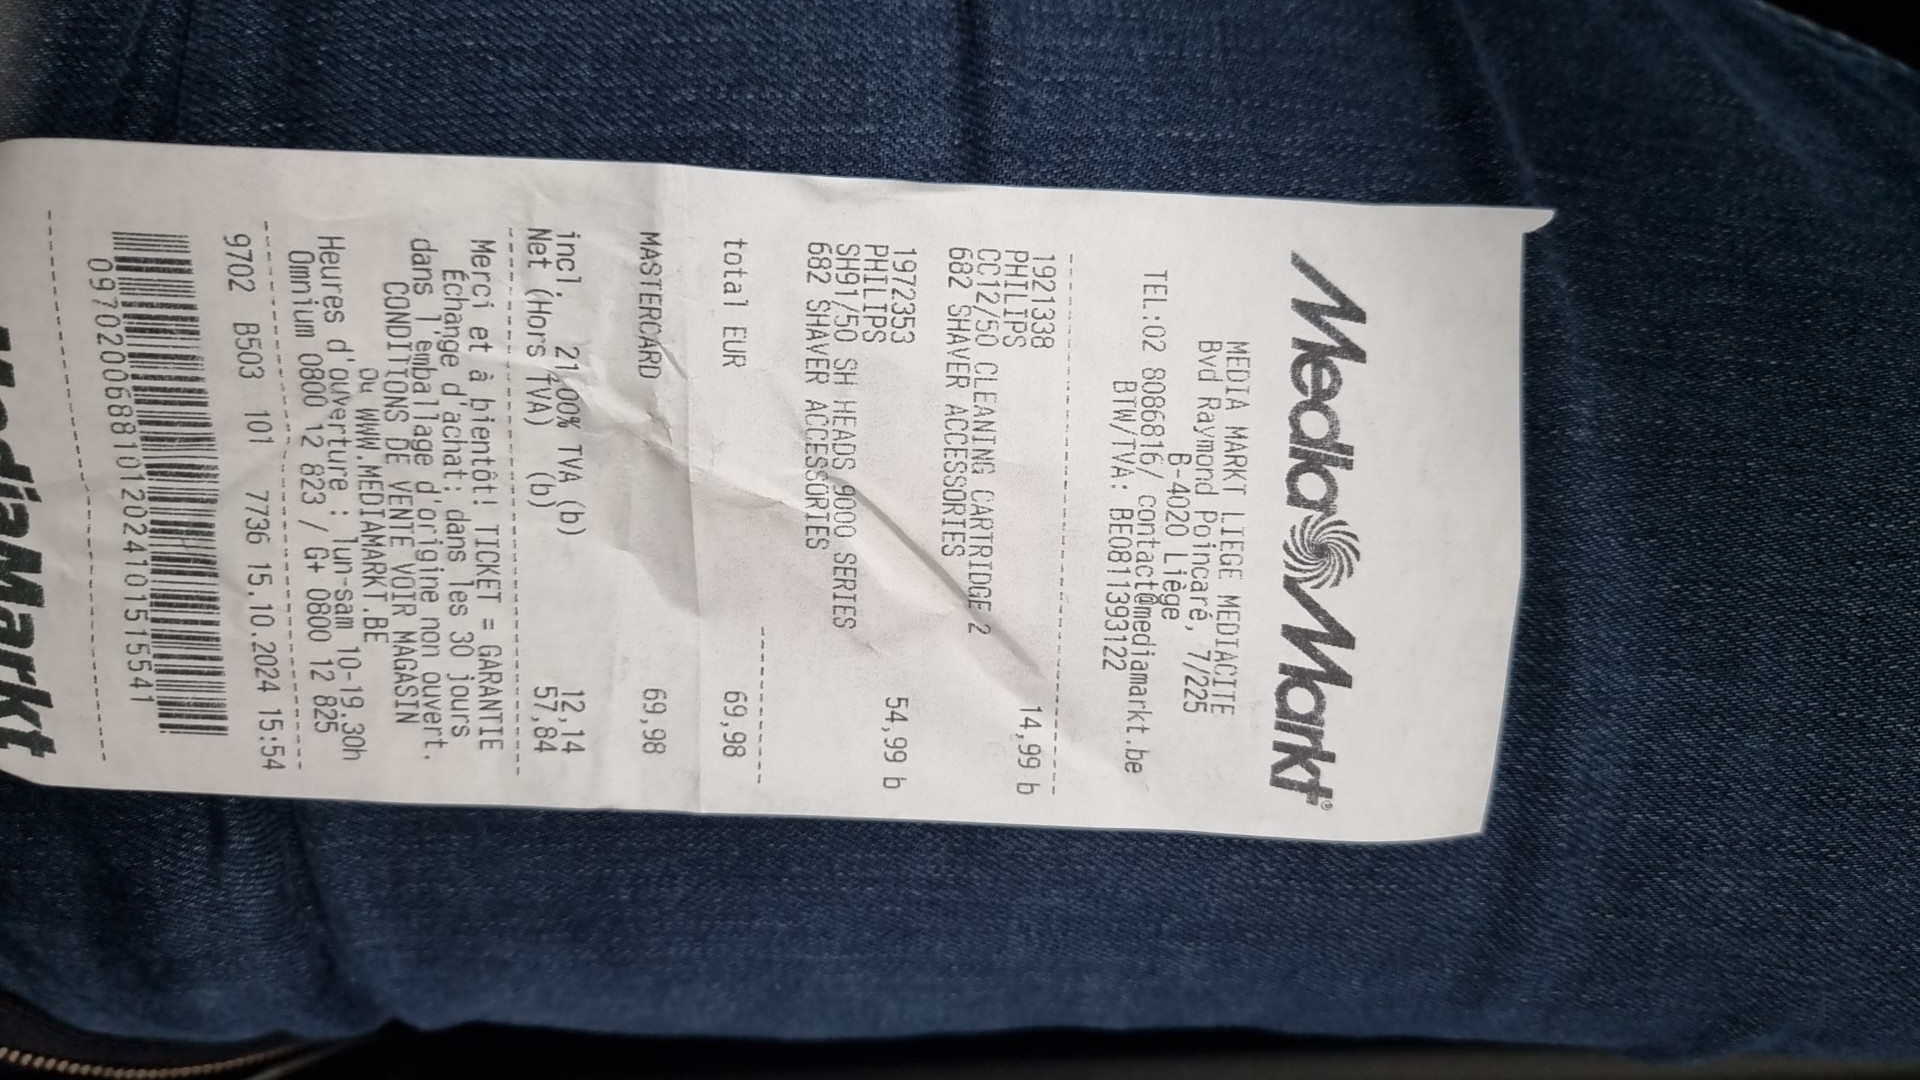 MediaMarkt®
MEDIA MARKT LIEGE MEDIACITE
Bvd Raymond Poincaré, 7/225
B-4020 Liège
TEL:02 8086816/ contact@mediamarkt.be
BTW/TVA: BE0811393122
1921338
PHILIPS 14,99 b
CC12/50 CLEANING CARTRIDGE 2
682 SHAVER ACCESSORIES
1972353
PHILIPS 54,99 b
SH91/50 SH HEADS 9000 SERIES
682 SHAVER ACCESSORIES
total EUR 69,98
MASTERCARD 69,98
incl. 21,00% TVA (b) 12,14
Net (Hors TVA) (b) 57,84
Merci et à bientôt! TICKET = GARANTIE
Échange d'achat: dans les 30 jours
dans l'emballage d'origine non ouvert.
CONDITIONS DE VENTE VOIR MAGASIN
Ou WWW.MEDIAMARKT.BE
Heures d'ouverture : lun-sam 10-19.30h
Omnium 0800 12 823 / G+ 0800 12 825
9702 B503 101 7736 15.10.2024 15:54
MediaMarkt